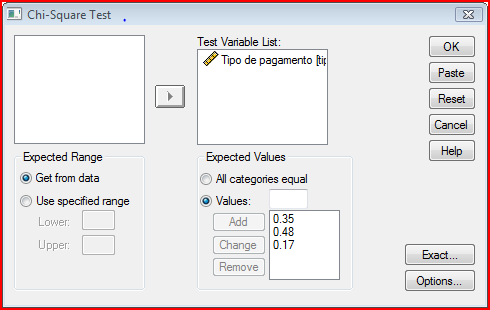 Chi-Square Test
Test Variable List:
Tipo de pagamento [tip
OK
Paste
Reset
Cancel
Help
Expected Range
Get from data
Use specified range
Lower:
Upper:
Expected Values
All categories equal
Values:
Add
Change
Remove
0.35
0.48
0.17
Exact...
Options...